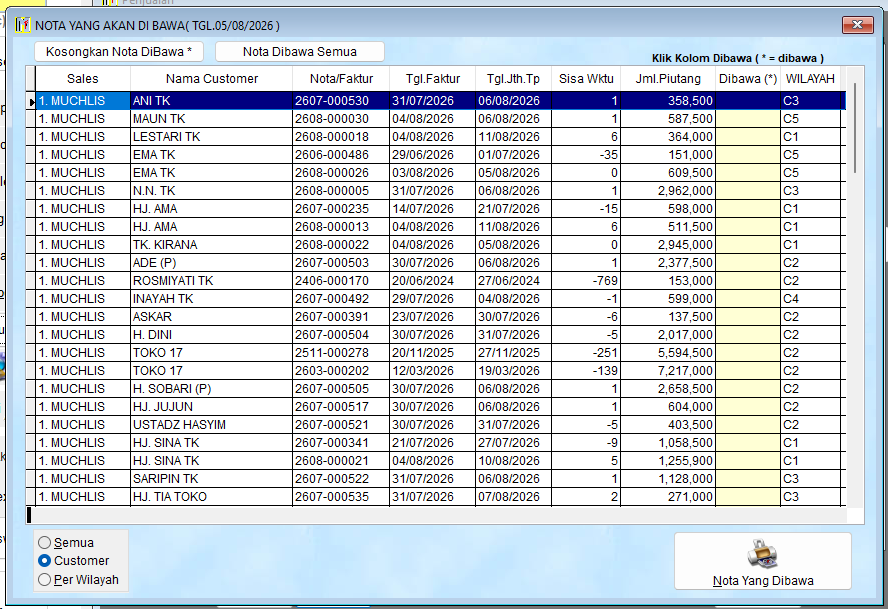 Penjualan
NOTA YANG AKAN DI BAWA( TGL.05/08/2026 )
Kosongkan Nota DiBawa * Nota Dibawa Semua Klik Kolom Dibawa ( * = dibawa )
Sales Nama Customer Nota/Faktur Tgl.Faktur Tgl.Jth.Tp Sisa Wktu Jml.Piutang Dibawa (*) WILAYAH
1. MUCHLIS ANI TK 2607-000530 31/07/2026 06/08/2026 1 358,500 C3
1. MUCHLIS MAUN TK 2608-000030 04/08/2026 06/08/2026 1 587,500 C5
1. MUCHLIS LESTARI TK 2608-000018 04/08/2026 11/08/2026 6 364,000 C1
1. MUCHLIS EMA TK 2606-000486 29/06/2026 01/07/2026 -35 151,000 C5
1. MUCHLIS EMA TK 2608-000026 03/08/2026 05/08/2026 0 609,500 C5
1. MUCHLIS N.N. TK 2608-000005 31/07/2026 06/08/2026 1 2,962,000 C3
1. MUCHLIS HJ. AMA 2607-000235 14/07/2026 21/07/2026 -15 598,000 C1
1. MUCHLIS HJ. AMA 2608-000013 04/08/2026 11/08/2026 6 511,500 C1
1. MUCHLIS TK. KIRANA 2608-000022 04/08/2026 05/08/2026 0 2,945,000 C1
1. MUCHLIS ADE (P) 2607-000503 30/07/2026 06/08/2026 1 2,377,500 C2
1. MUCHLIS ROSMIYATI TK 2406-000170 20/06/2024 27/06/2024 -769 153,000 C2
1. MUCHLIS INAYAH TK 2607-000492 29/07/2026 04/08/2026 -1 599,000 C4
1. MUCHLIS ASKAR 2607-000391 23/07/2026 30/07/2026 -6 137,500 C2
1. MUCHLIS H. DINI 2607-000504 30/07/2026 31/07/2026 -5 2,017,000 C2
1. MUCHLIS TOKO 17 2511-000278 20/11/2025 27/11/2025 -251 5,594,500 C2
1. MUCHLIS TOKO 17 2603-000202 12/03/2026 19/03/2026 -139 7,217,000 C2
1. MUCHLIS H. SOBARI (P) 2607-000505 30/07/2026 06/08/2026 1 2,658,500 C2
1. MUCHLIS HJ. JUJUN 2607-000517 30/07/2026 06/08/2026 1 604,000 C2
1. MUCHLIS USTADZ HASYIM 2607-000521 30/07/2026 31/07/2026 -5 403,500 C2
1. MUCHLIS HJ. SINA TK 2607-000341 21/07/2026 27/07/2026 -9 1,058,500 C1
1. MUCHLIS HJ. SINA TK 2608-000021 04/08/2026 10/08/2026 5 1,255,900 C1
1. MUCHLIS SARIPIN TK 2607-000522 31/07/2026 06/08/2026 1 1,128,000 C3
1. MUCHLIS HJ. TIA TOKO 2607-000535 31/07/2026 07/08/2026 2 271,000 C3
Semua
Customer
Per Wilayah
Nota Yang Dibawa